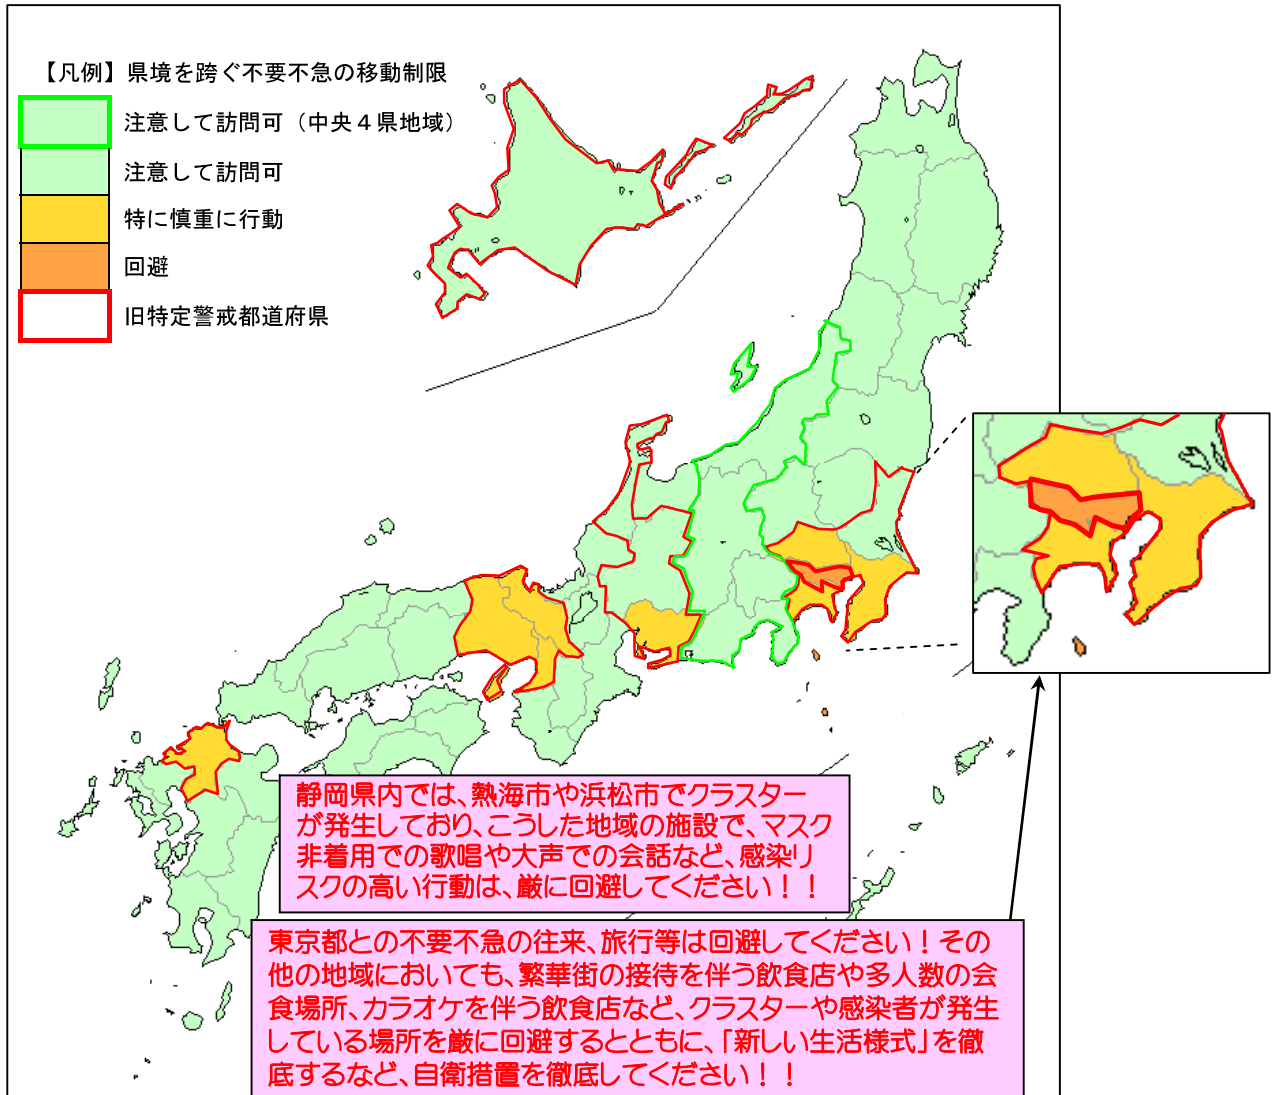 【凡例】県境を跨ぐ不要不急の移動制限
注意して訪問可（中央４県地域）
注意して訪問可
特に慎重に行動
回避
旧特定警戒都道府県
静岡県内では、熱海市や浜松市でクラスター
が発生しており、こうした地域の施設で、マスク
非着用での歌唱や大声での会話など、感染リ
スクの高い行動は、厳に回避してください！！
東京都との不要不急の往来、旅行等は回避してください！その
他の地域においても、繁華街の接待を伴う飲食店や多人数の会
食場所、カラオケを伴う飲食店など、クラスターや感染者が発生
している場所を厳に回避するとともに、「新しい生活様式」を徹
底するなど、自衛措置を徹底してください！！